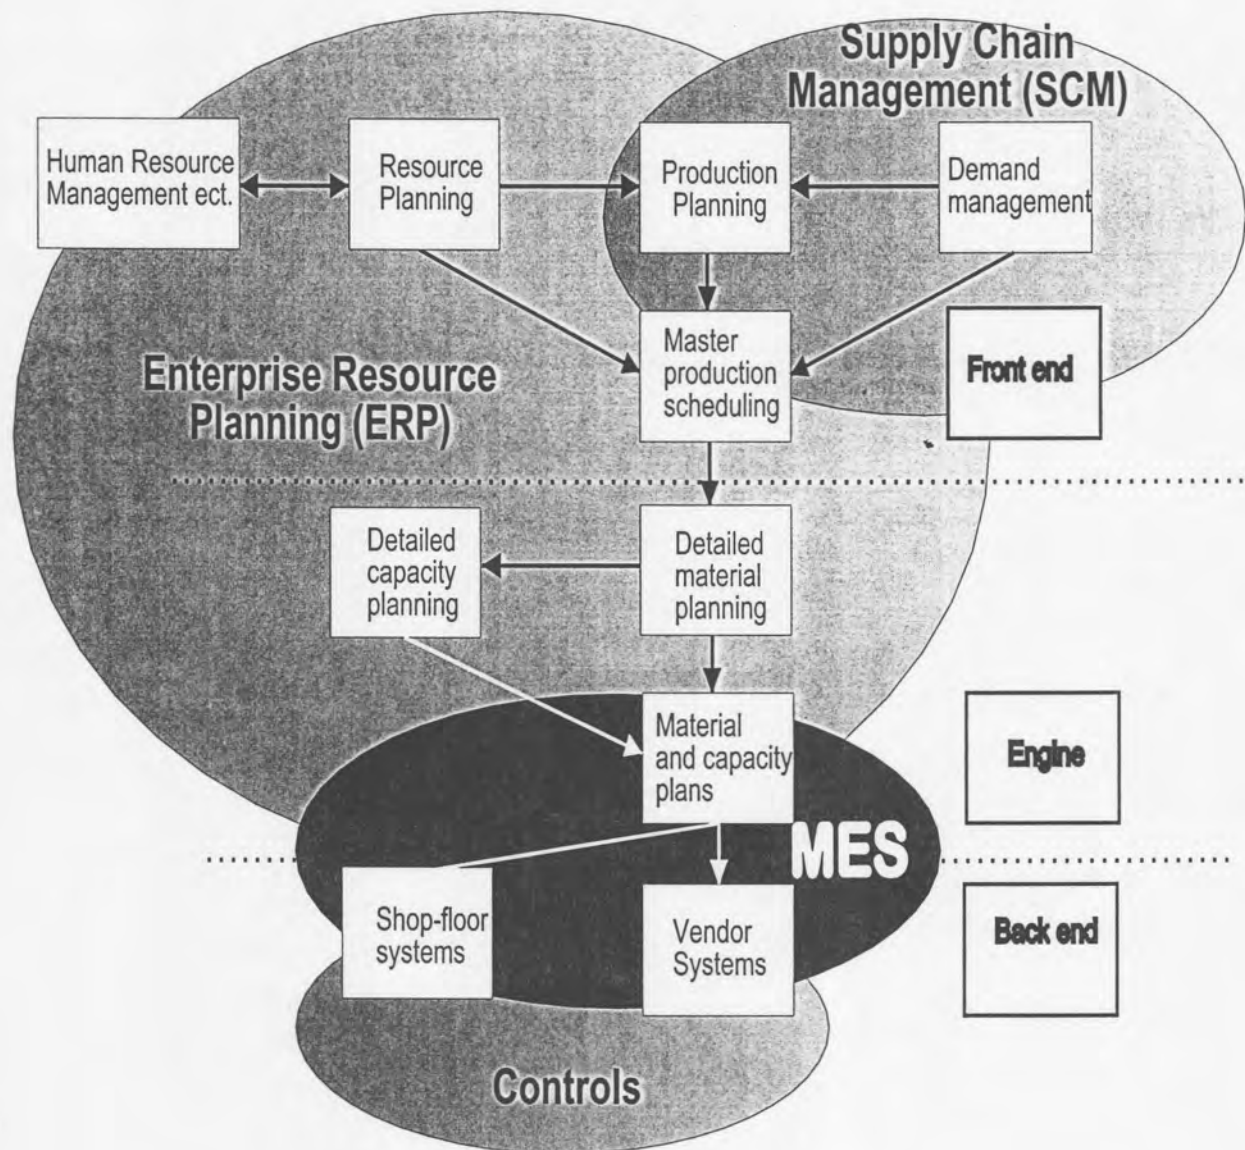 Supply Chain
Management (SCM)
Human Resource
Management ect.
Resource
Planning
Production
Planning
Demand
management
Master
production
scheduling
Front end
Enterprise Resource
Planning (ERP)
Detailed
capacity
planning
Detailed
material
planning
Material
and capacity
plans
Engine
MES
Shop-floor
systems
Vendor
Systems
Back end
Controls